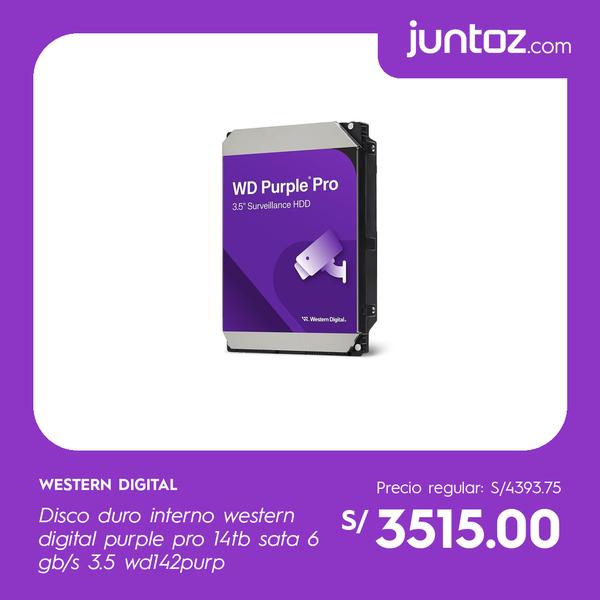 juntoz.com
WD Purple® Pro
3.5" Surveillance HDD
Western Digital.
WESTERN DIGITAL
Disco duro interno western
digital purple pro 14tb sata 6
gb/s 3.5 wd142purp
Precio regular: S/4393.75
S/ 3515.00